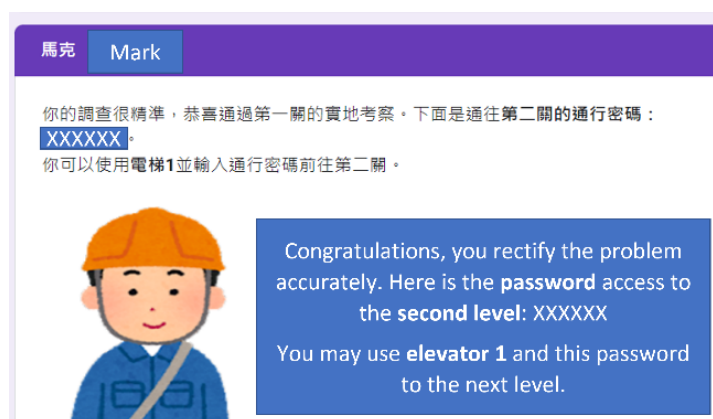 馬克 Mark
你的調查很精準，恭喜通過第一關的實地考察。下面是通往第二關的通行密碼：
XXXXXX。
你可以使用電梯1並輸入通行密碼前往第二關。
Congratulations, you rectify the problem
accurately. Here is the password access to
the second level: XXXXXX
You may use elevator 1 and this password
to the next level.